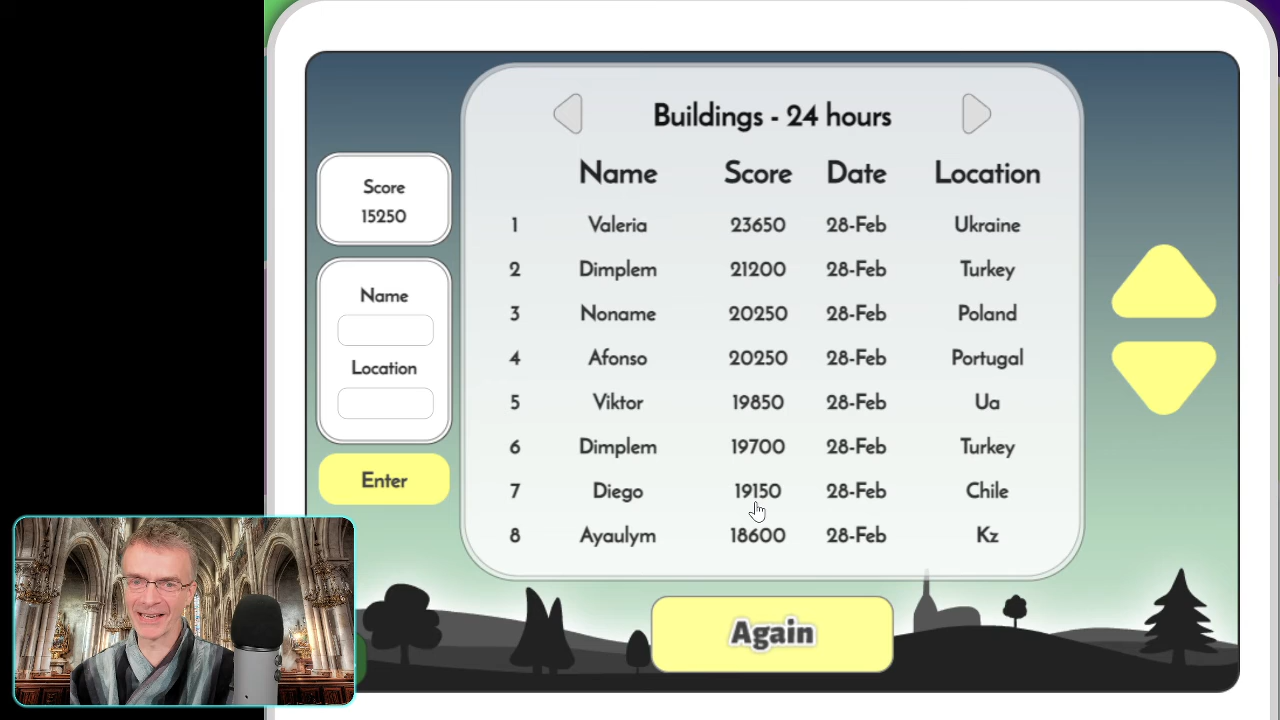 Buildings - 24 hours
Name Score Date Location
1 Valeria 23650 28-Feb Ukraine
2 Dimplem 21200 28-Feb Turkey
3 Noname 20250 28-Feb Poland
4 Afonso 20250 28-Feb Portugal
5 Viktor 19850 28-Feb Ua
6 Dimplem 19700 28-Feb Turkey
7 Diego 19150 28-Feb Chile
8 Ayaulym 18600 28-Feb Kz
Score
15250
Name
Location
Enter
Again